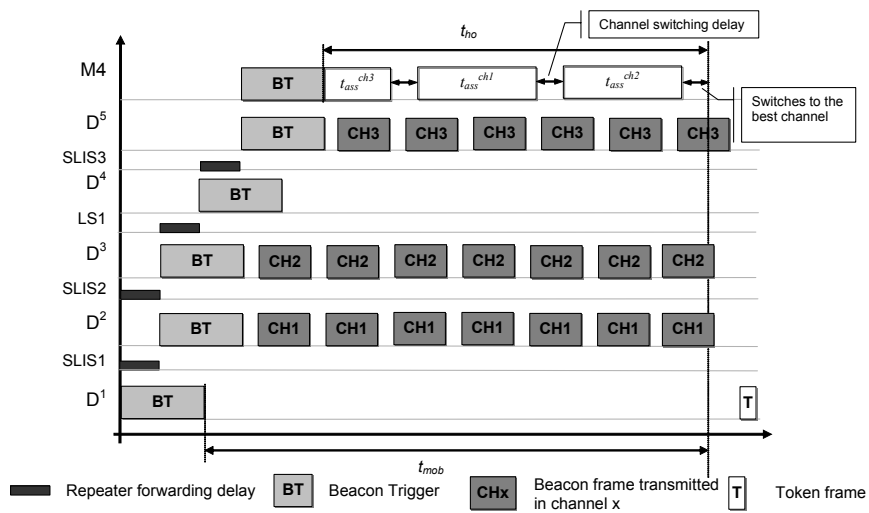 t_ho
Channel switching delay
M4
BT
t_ass^ch3
t_ass^ch1
t_ass^ch2
Switches to the
best channel
D^5
BT
CH3 CH3 CH3 CH3 CH3 CH3
SLIS3
D^4
BT
LS1
D^3
BT
CH2 CH2 CH2 CH2 CH2 CH2 CH2
SLIS2
D^2
BT
CH1 CH1 CH1 CH1 CH1 CH1 CH1
SLIS1
D^1
BT
T
t_mob
Repeater forwarding delay
BT
Beacon Trigger
CHx
Beacon frame transmitted
in channel x
T
Token frame